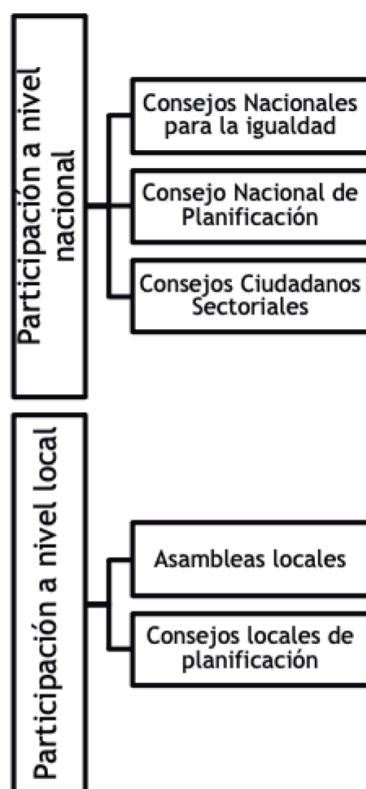 Participación a nivel
nacional
Consejos Nacionales
para la igualdad
Consejo Nacional de
Planificación
Consejos Ciudadanos
Sectoriales
Participación a nivel local
Asambleas locales
Consejos locales de
planificación